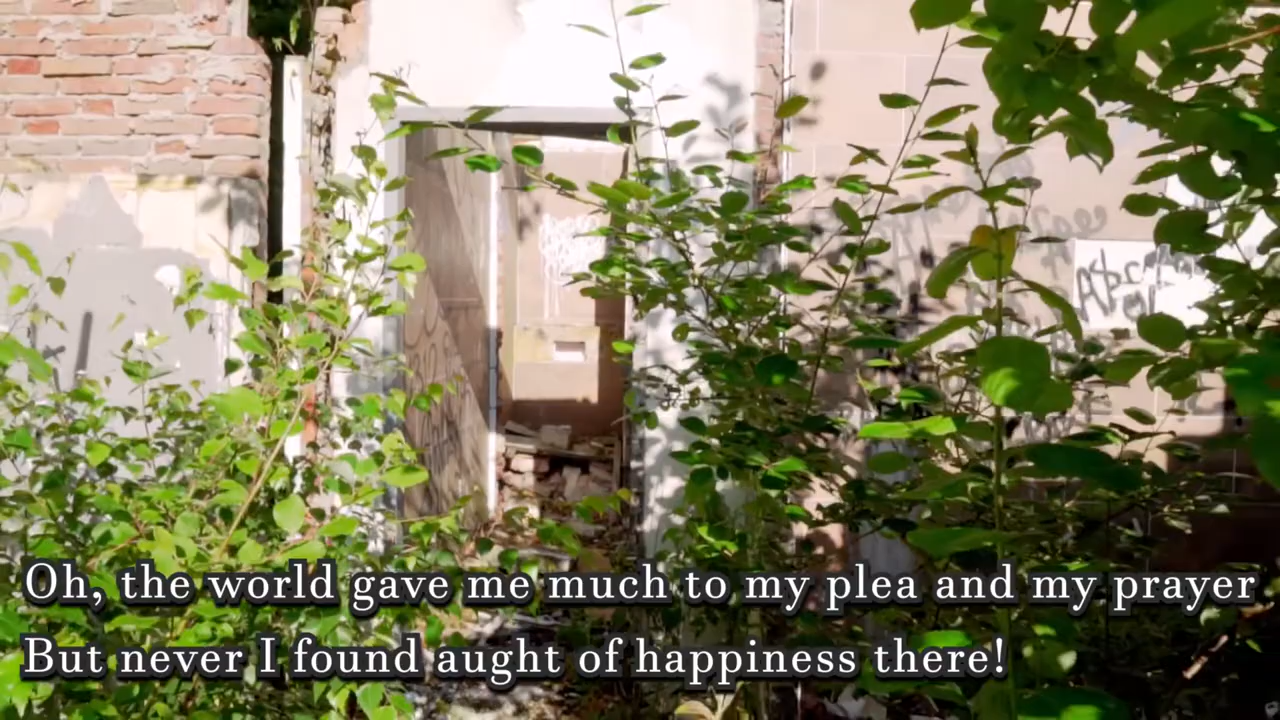 Oh, the world gave me much to my plea and my prayer
But never I found aught of happiness there!